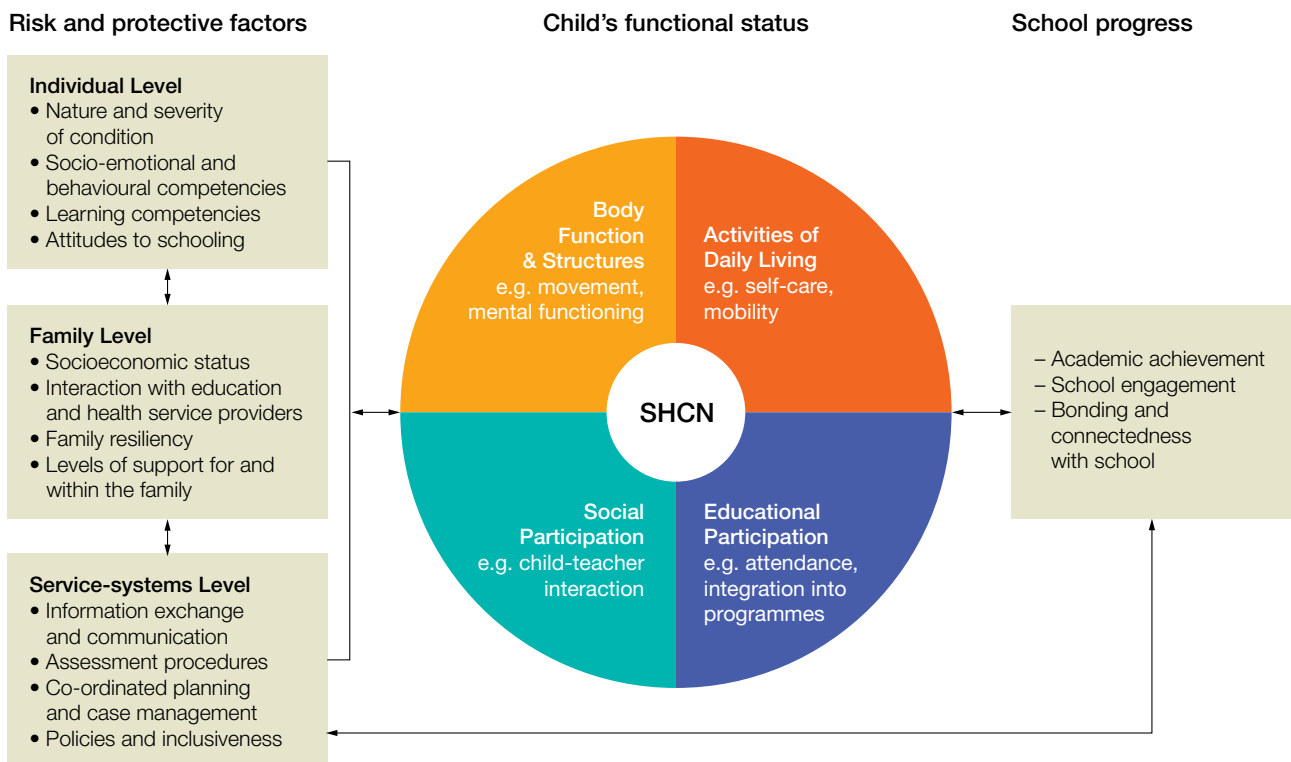 Risk and protective factors
Child's functional status
School progress
Individual Level
• Nature and severity
of condition
• Socio-emotional and
behavioural competencies
• Learning competencies
• Attitudes to schooling
Family Level
• Socioeconomic status
• Interaction with education
and health service providers
• Family resiliency
• Levels of support for and
within the family
Service-systems Level
• Information exchange
and communication
• Assessment procedures
• Co-ordinated planning
and case management
• Policies and inclusiveness
Body
Function
& Structures
e.g. movement,
mental functioning
Activities of
Daily Living
e.g. self-care,
mobility
SHCN
Social
Participation
e.g. child-teacher
interaction
Educational
Participation
e.g. attendance,
integration into
programmes
– Academic achievement
– School engagement
– Bonding and
connectedness
with school